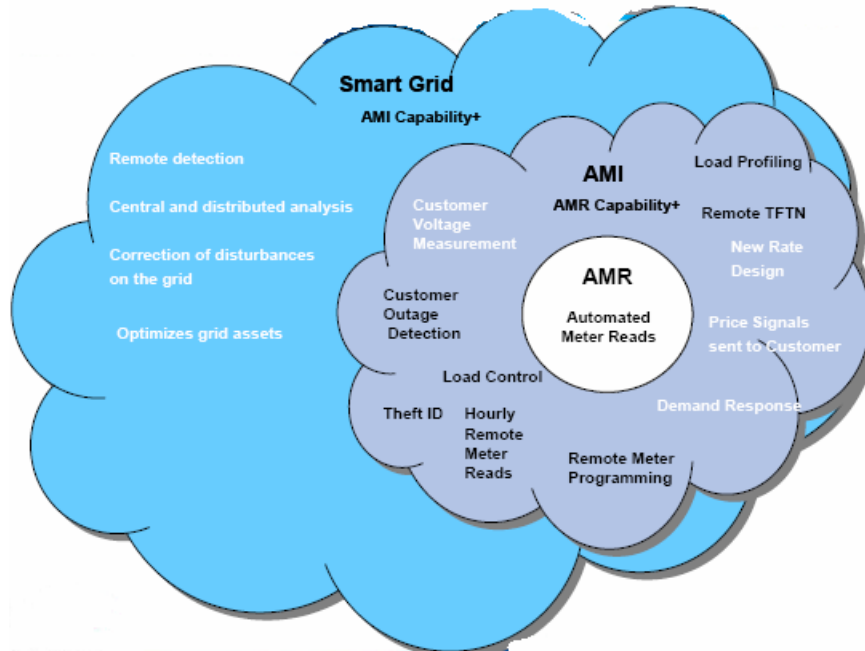 Smart Grid
AMI Capability+
Remote detection
Central and distributed analysis
Correction of disturbances
on the grid
Optimizes grid assets
AMI
AMR Capability+
Load Profiling
Remote TFTN
New Rate
Design
Price Signals
sent to Customer
Demand Response
Customer
Voltage
Measurement
Customer
Outage
Detection
Load Control
Theft ID
Hourly
Remote
Meter
Reads
Remote Meter
Programming
AMR
Automated
Meter Reads